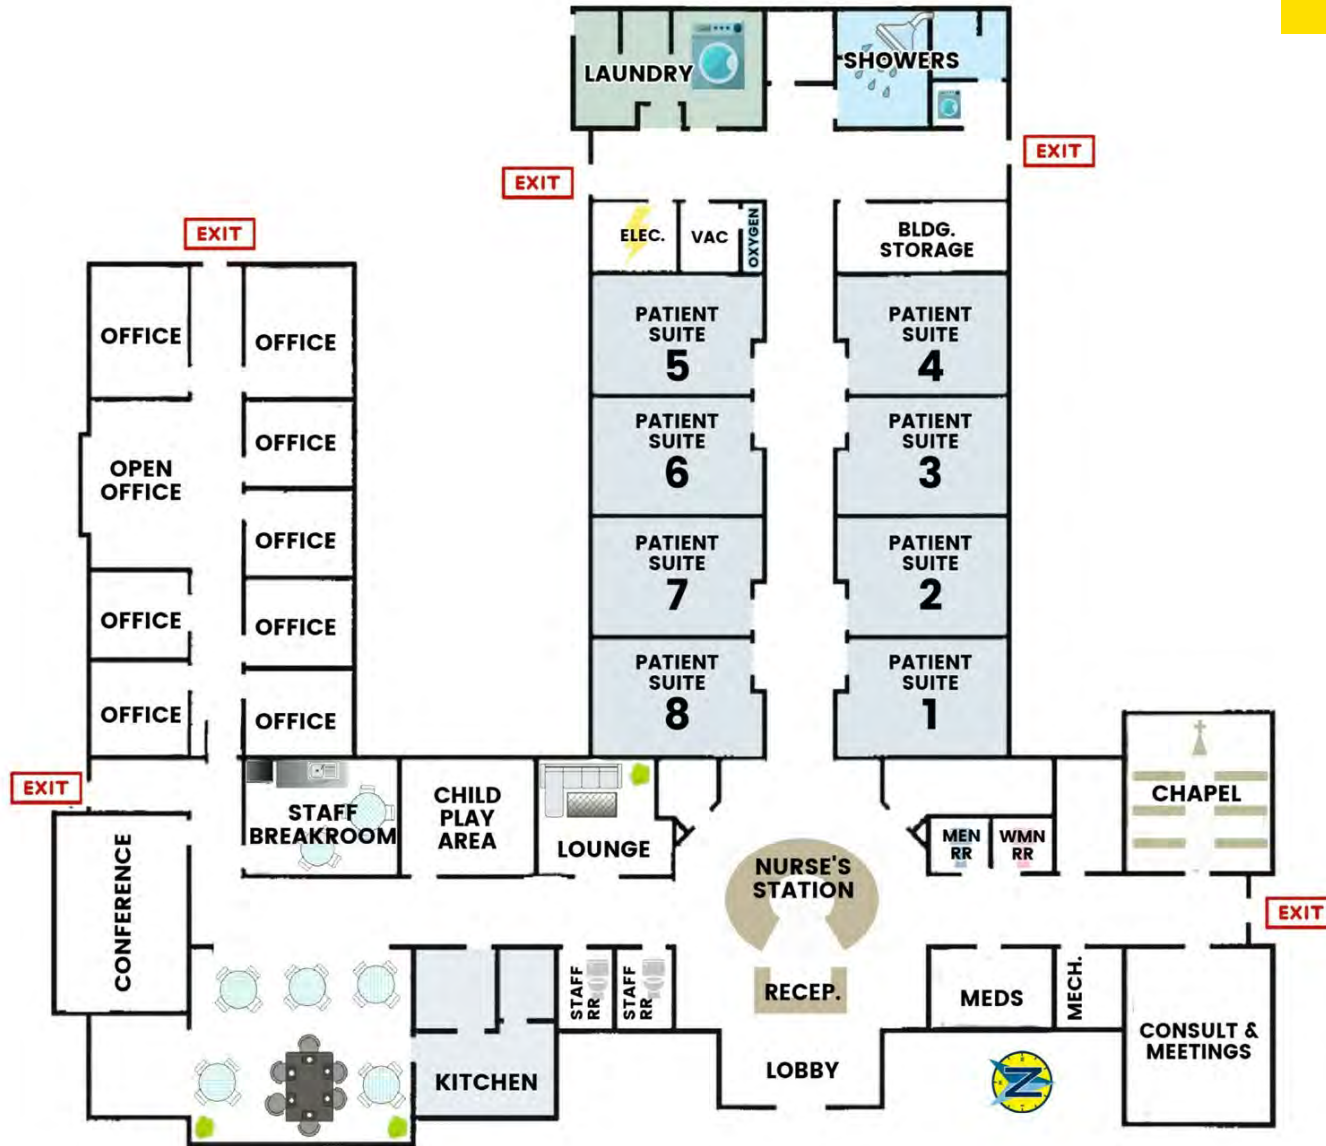 LAUNDRY
SHOWERS
EXIT
EXIT
ELEC.
VAC
OXYGEN
BLDG.
STORAGE
EXIT
OFFICE
OFFICE
OFFICE
OPEN
OFFICE
OFFICE
OFFICE
OFFICE
OFFICE
OFFICE
PATIENT
SUITE
5
PATIENT
SUITE
4
PATIENT
SUITE
6
PATIENT
SUITE
3
PATIENT
SUITE
7
PATIENT
SUITE
2
PATIENT
SUITE
8
PATIENT
SUITE
1
EXIT
STAFF
BREAKROOM
CHILD
PLAY
AREA
LOUNGE
NURSE'S
STATION
MEN
RR
WMN
RR
CHAPEL
EXIT
CONFERENCE
STAFF
RR
STAFF
RR
RECEP.
MEDS
MECH.
CONSULT &
MEETINGS
KITCHEN
LOBBY
Z